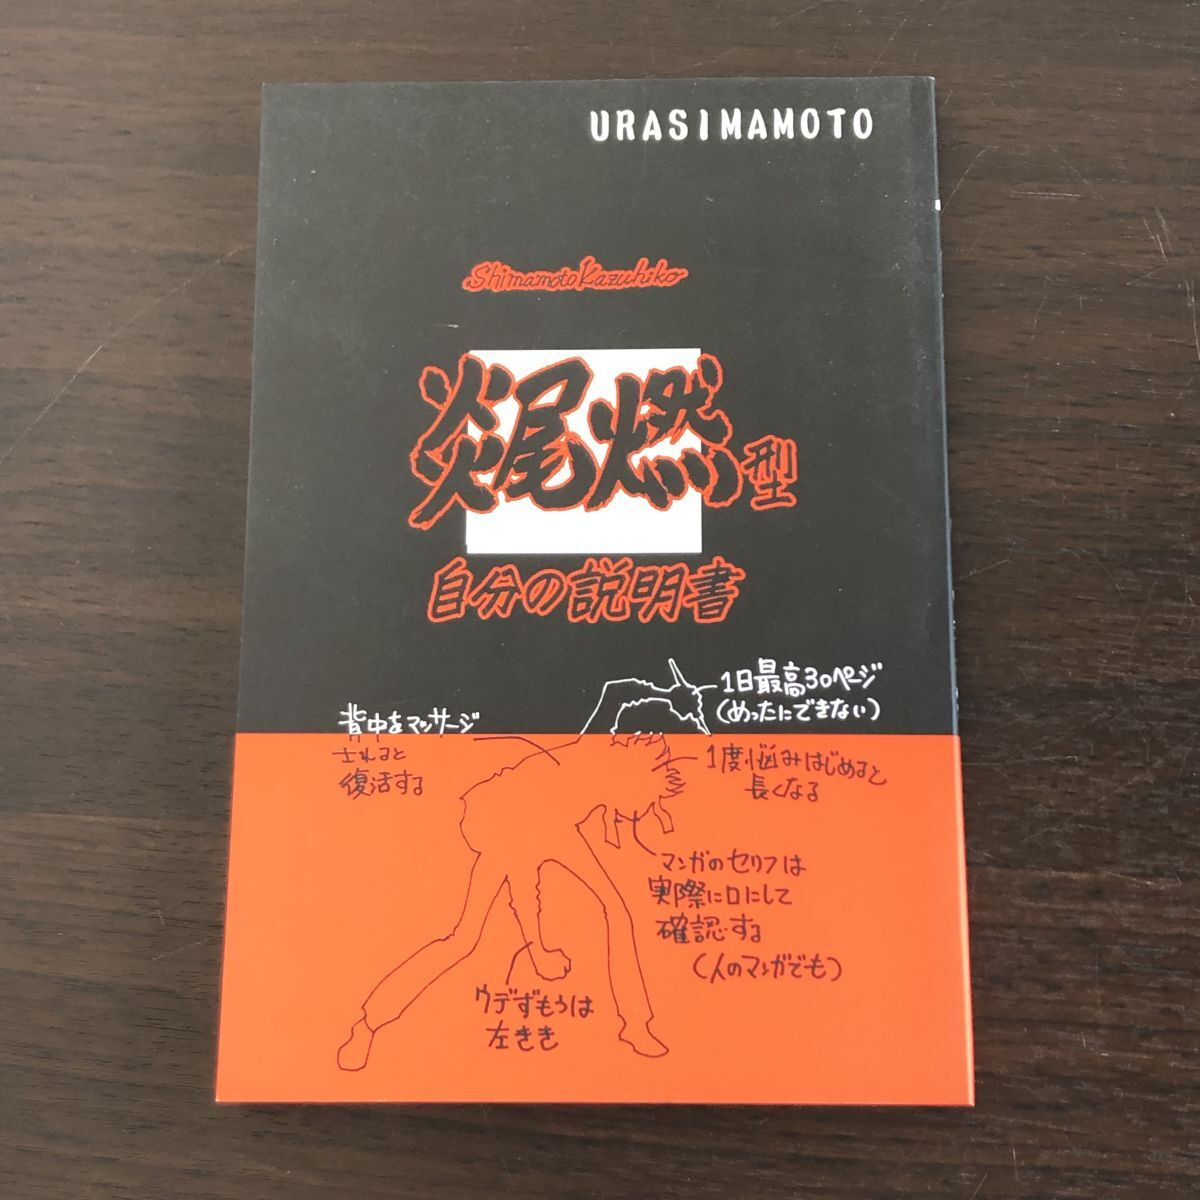 URASIMAMOTO
Shimamoto Kazuhiko
炎尾燃型
自分の説明書
1日最高30ページ
(めったにできない)
背中をマッサージ
されると
復活する
1度悩みはじめると
長くなる
マンガのセリフは
実際に口にして
確認する
(人のマンガでも)
ウデずもうは
左きき